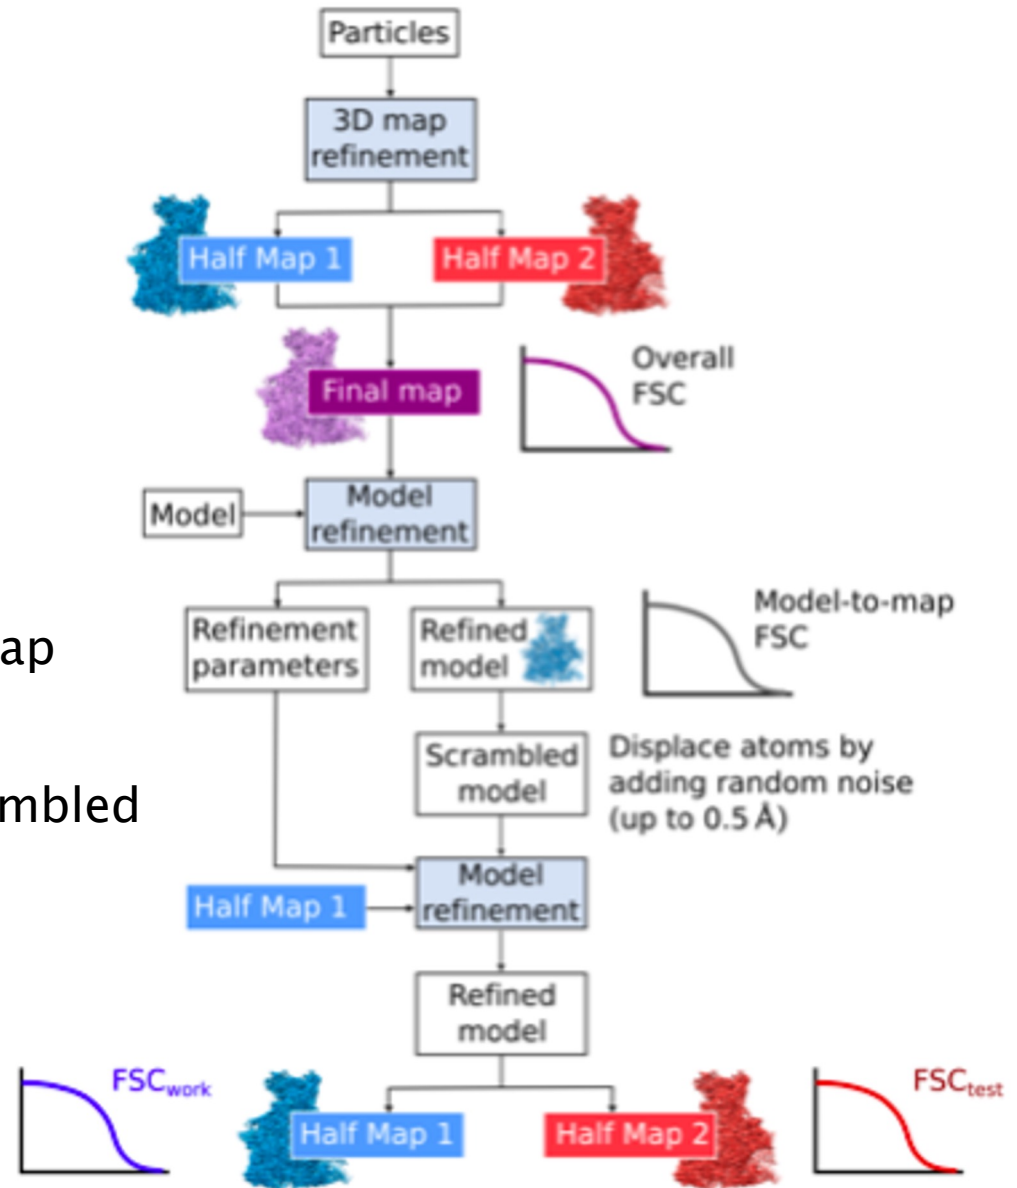 Particles
3D map
refinement
Half Map 1
Half Map 2
Final map
Overall
FSC
Model
Model
refinement
Refinement
parameters
Refined
model
Model-to-map
FSC
ap
Scrambled
model
Displace atoms by
adding random noise
(up to 0.5 Å)
mbled
Half Map 1
Model
refinement
Refined
model
FSCwork
Half Map 1
Half Map 2
FSCtest